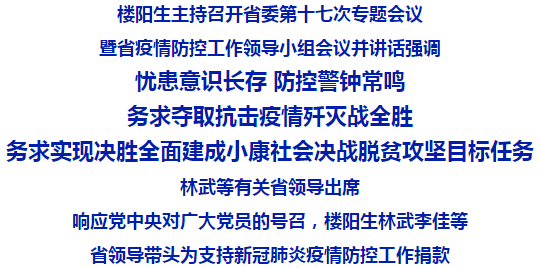 楼阳生主持召开省委第十七次专题会议
暨省疫情防控工作领导小组会议并讲话强调
忧患意识长存 防控警钟常鸣
务求夺取抗击疫情歼灭战全胜
务求实现决胜全面建成小康社会决战脱贫攻坚目标任务
林武等有关省领导出席
响应党中央对广大党员的号召，楼阳生林武李佳等
省领导带头为支持新冠肺炎疫情防控工作捐款